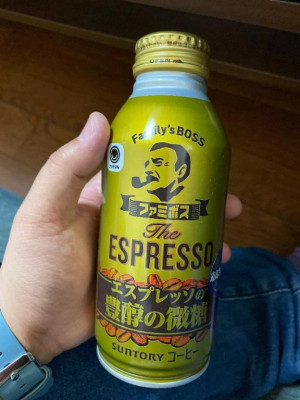 Family's BOSS
ファミボス
The
ESPRESSO
エスプレッソの
豊醇の微糖
SUNTORY コーヒー